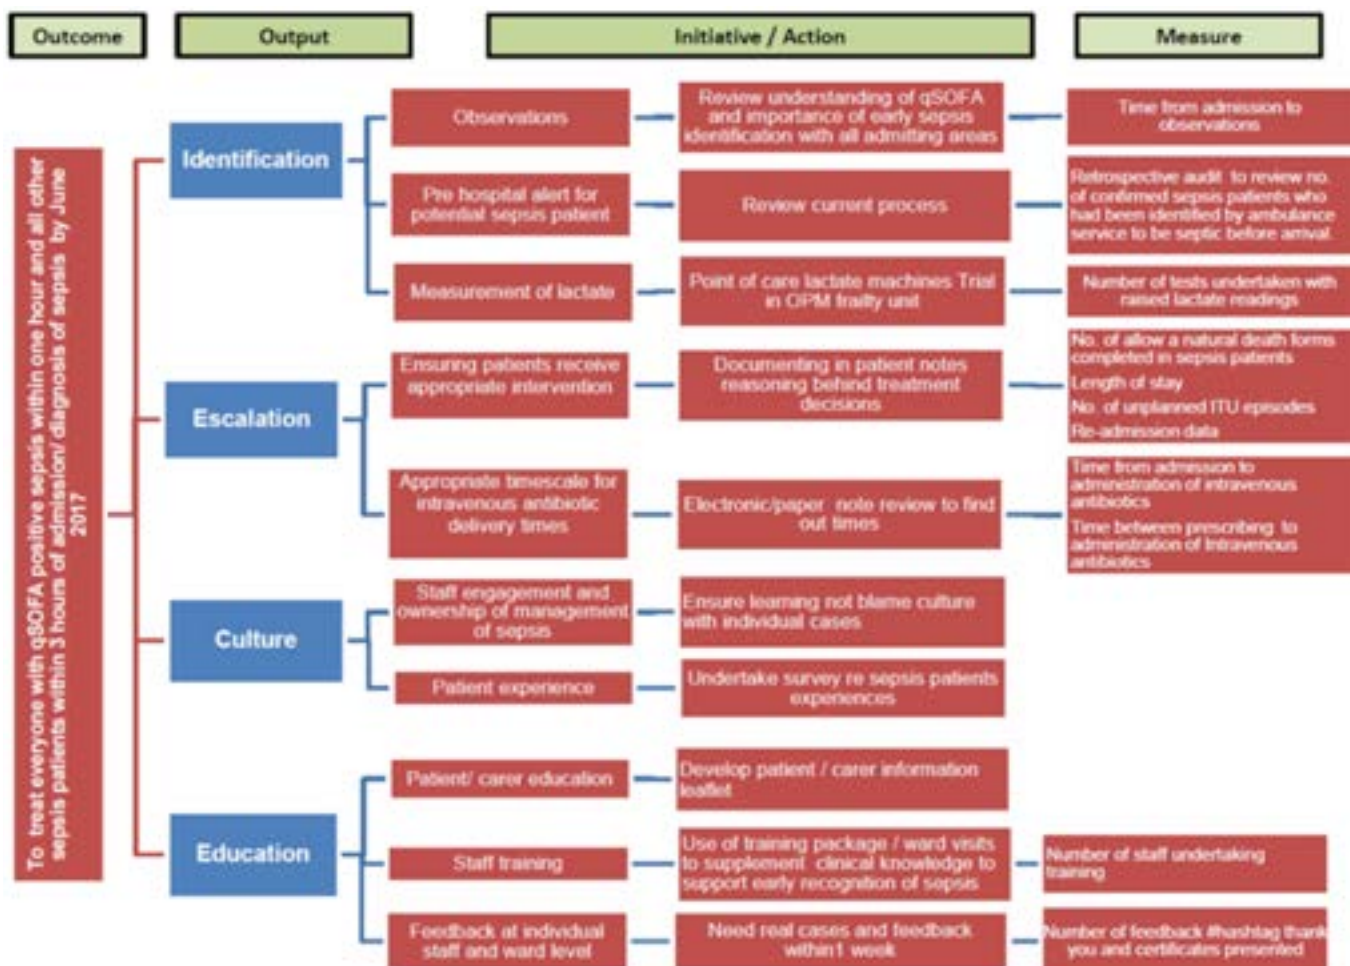 Outcome
Output
Initiative / Action
Measure
To treat everyone with qSOFA positive sepsis within one hour and all other
sepsis patients within 3 hours of admission/ diagnosis of sepsis by June
2017
Identification
Observations
Review understanding of qSOFA
and importance of early sepsis
identification with all admitting areas
Time from admission to
observations
Pre hospital alert for
potential sepsis patient
Review current process
Retrospective audit to review no.
of confirmed sepsis patients who
had been identified by ambulance
service to be septic before arrival.
Measurement of lactate
Point of care lactate machines Trial
in OPM frailty unit
Number of tests undertaken with
raised lactate readings
Escalation
Ensuring patients receive
appropriate intervention
Documenting in patient notes
reasoning behind treatment
decisions
No. of allow a natural death forms
completed in sepsis patients
Length of stay
No. of unplanned ITU episodes
Re-admission data
Appropriate timescale for
intravenous antibiotic
delivery times
Electronic/paper note review to find
out times
Time from admission to
administration of intravenous
antibiotics
Time between prescribing to
administration of Intravenous
antibiotics
Culture
Staff engagement and
ownership of management
of sepsis
Ensure learning not blame culture
with individual cases
Patient experience
Undertake survey re sepsis patients
experiences
Education
Patient/ carer education
Develop patient / carer information
leaflet
Staff training
Use of training package / ward visits
to supplement clinical knowledge to
support early recognition of sepsis
Number of staff undertaking
training
Feedback at individual
staff and ward level
Need real cases and feedback
within1 week
Number of feedback #hashtag thank
you and certificates presented